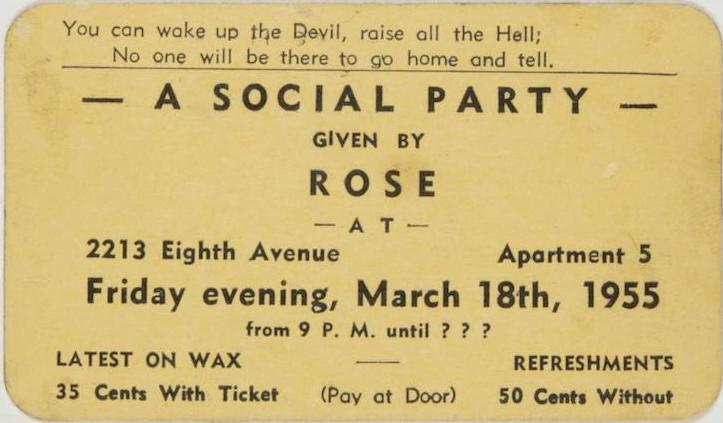 You can wake up the Devil, raise all the Hell;
No one will be there to go home and tell.
— A SOCIAL PARTY —
GIVEN BY
ROSE
— AT —
2213 Eighth Avenue Apartment 5
Friday evening, March 18th, 1955
from 9 P. M. until ? ? ?
LATEST ON WAX — REFRESHMENTS
35 Cents With Ticket (Pay at Door) 50 Cents Without